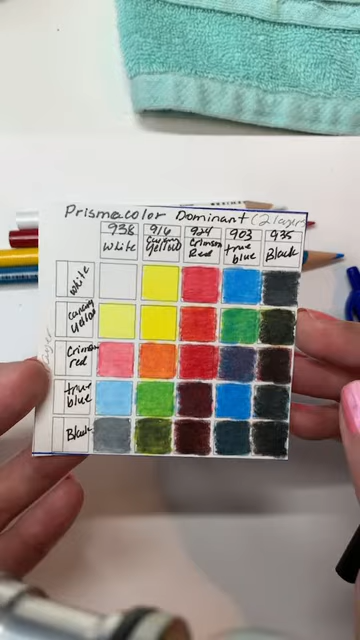 Prismacolor Dominant (2 layers
938 916 924 903 935
White Canary Yellow Crimson Red true blue Black
White
Canary yellow
Crimson red
true blue
Black